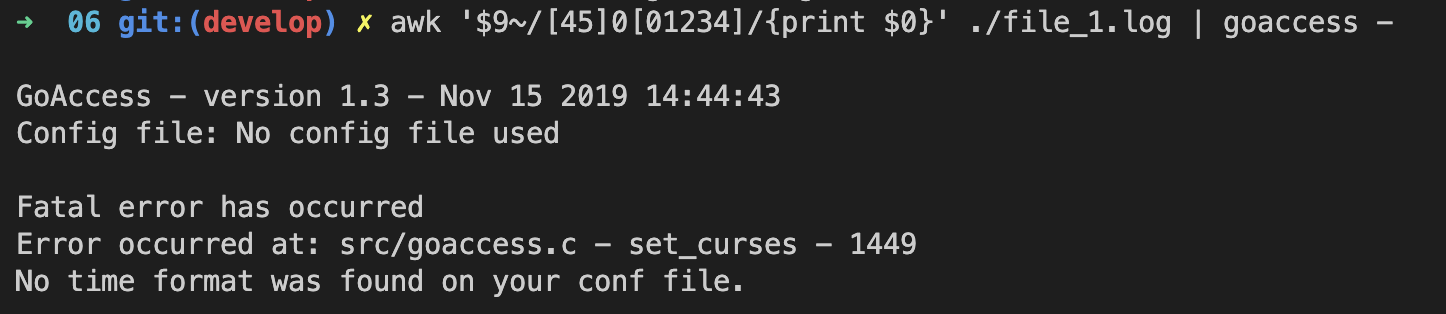 ➜  06 git:(develop) ✗ awk '$9~/[45]0[01234]/{print $0}' ./file_1.log | goaccess -
GoAccess - version 1.3 - Nov 15 2019 14:44:43
Config file: No config file used
Fatal error has occurred
Error occurred at: src/goaccess.c - set_curses - 1449
No time format was found on your conf file.